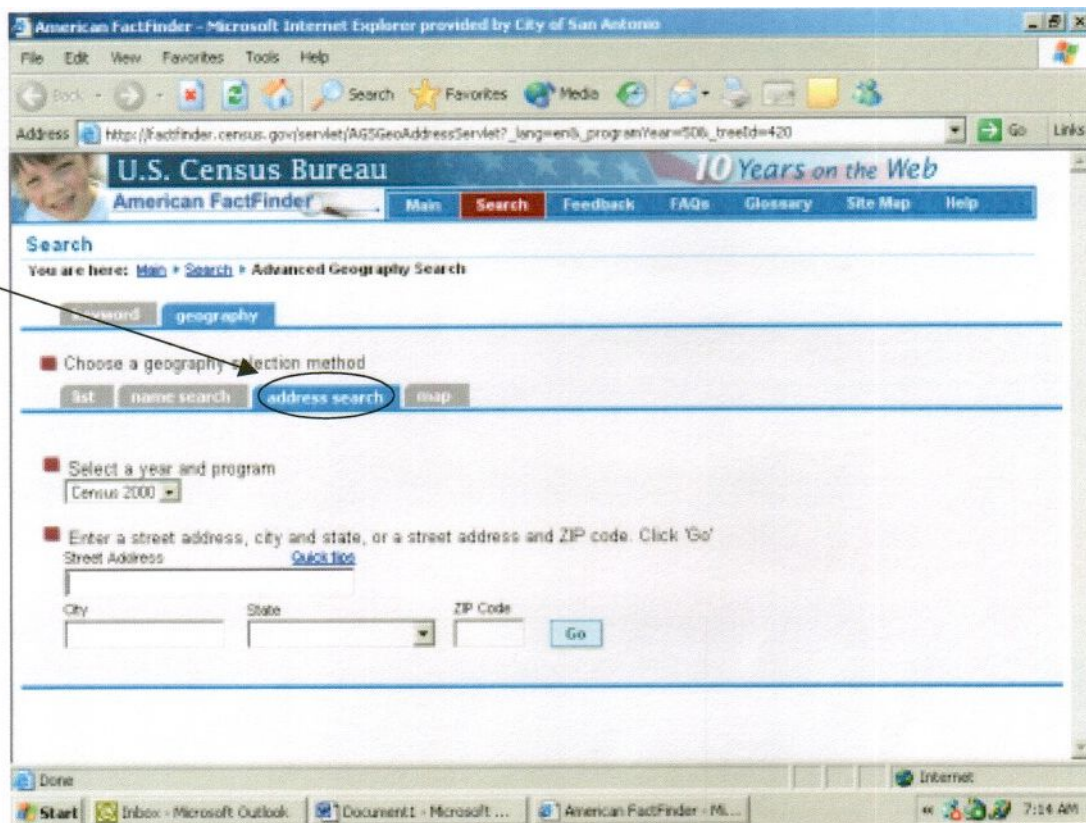 American FactFinder - Microsoft Internet Explorer provided by City of San Antonio
File Edit View Favorites Tools Help
Back Search Favorites Media
Address http://factfinder.census.gov/servlet/AGSGeoAddressServlet?_lang=en&_programYear=50&_treeId=420 Go Links
U.S. Census Bureau 10 Years on the Web
American FactFinder Main Search Feedback FAQs Glossary Site Map Help
Search
You are here: Main Search Advanced Geography Search
keyword geography
Choose a geography selection method
list name search address search map
Select a year and program
Census 2000
Enter a street address, city and state, or a street address and ZIP code. Click 'Go'
Street Address Quick tips
City State ZIP Code
Go
Done Internet
Start Inbox - Microsoft Outlook Document1 - Microsoft ... American FactFinder - Mi... 7:14 AM